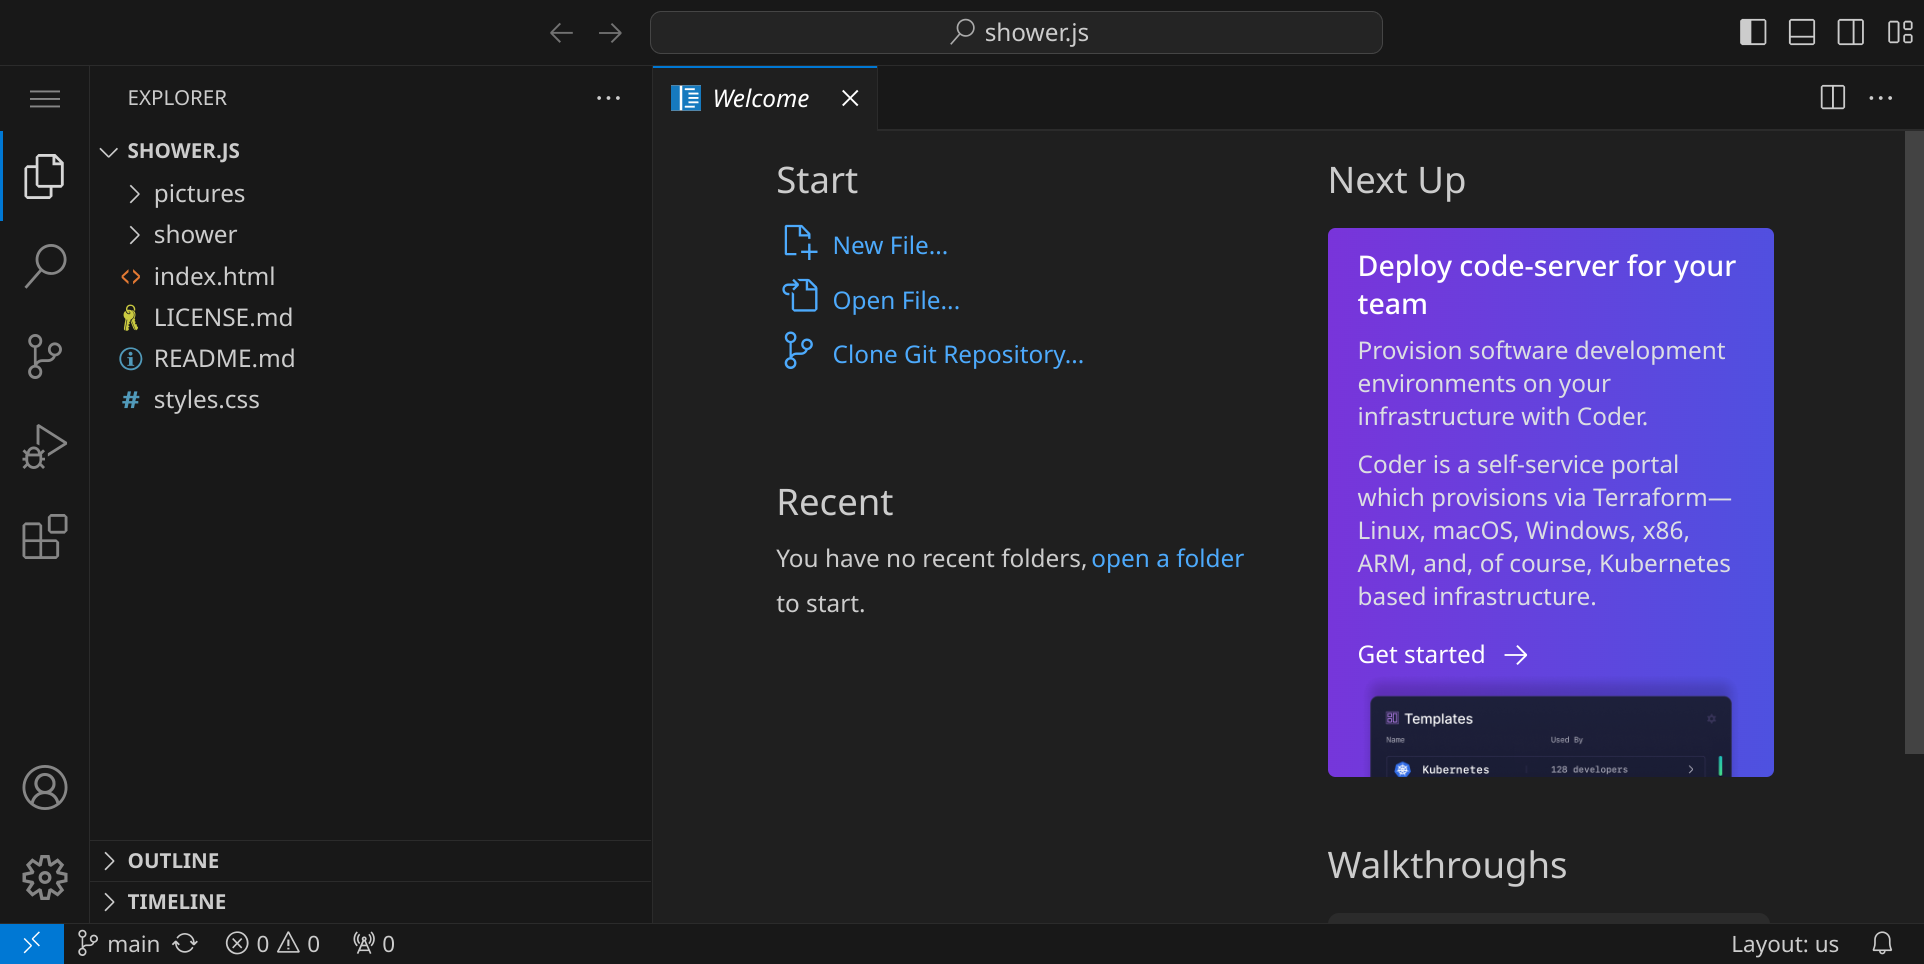 shower.js
EXPLORER
SHOWER.JS
pictures
shower
index.html
LICENSE.md
README.md
styles.css
OUTLINE
TIMELINE
Welcome
Start
New File...
Open File...
Clone Git Repository...
Recent
You have no recent folders, open a folder
to start.
Next Up
Deploy code-server for your
team
Provision software development
environments on your
infrastructure with Coder.
Coder is a self-service portal
which provisions via Terraform—
Linux, macOS, Windows, x86,
ARM, and, of course, Kubernetes
based infrastructure.
Get started
Templates
Name Used By
Kubernetes 128 developers
Walkthroughs
main 0 0 0 Layout: us